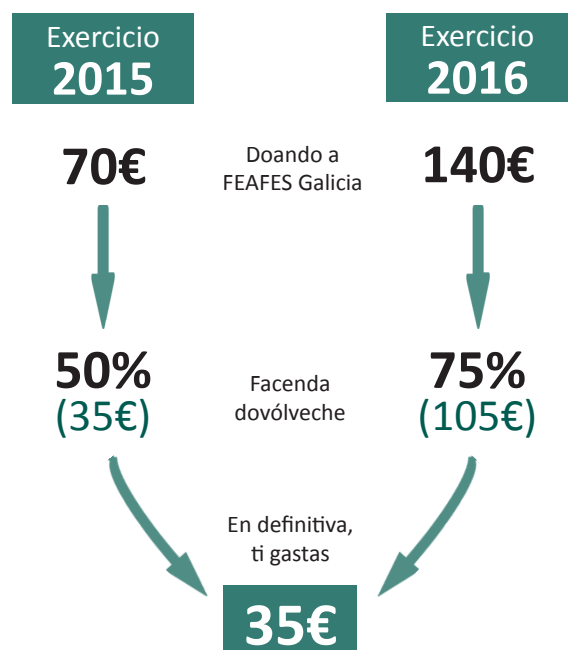 Exercicio
2015
Exercicio
2016
70€
Doando a
FEAFES Galicia
140€
50%
(35€)
Facenda
dovólveche
75%
(105€)
En definitiva,
ti gastas
35€